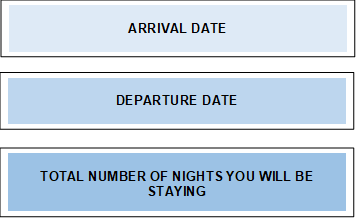 ARRIVAL DATE
DEPARTURE DATE
TOTAL NUMBER OF NIGHTS YOU WILL BE
STAYING